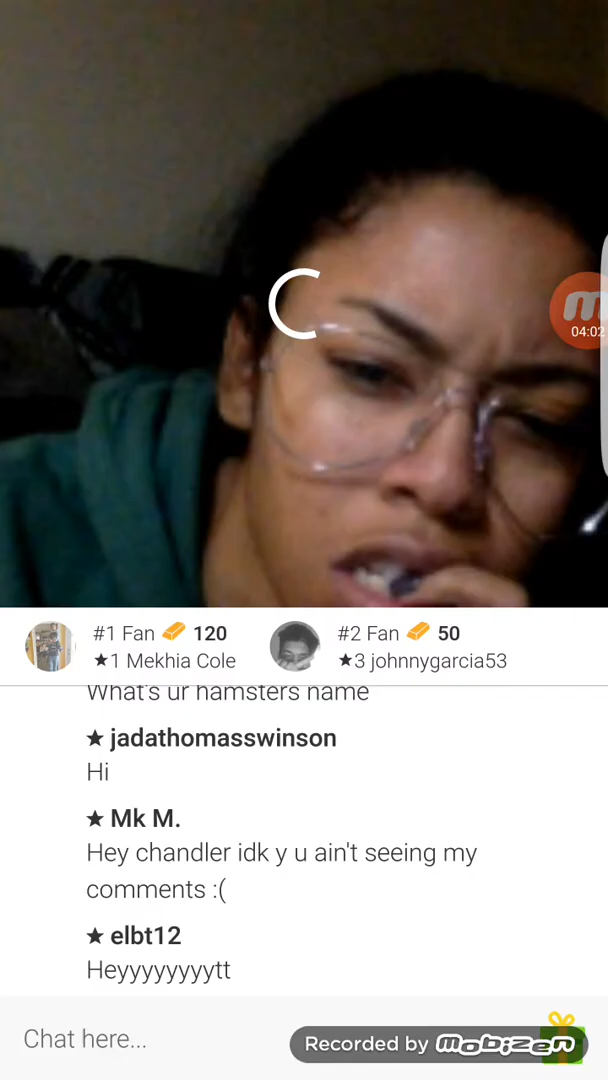 m
04:02
#1 Fan 120
★1 Mekhia Cole
#2 Fan 50
★3 johnnygarcia53
What's ur hamsters name
★ jadathomasswinson
Hi
★ Mk M.
Hey chandler idk y u ain't seeing my
comments :(
★ elbt12
Heyyyyyyyytt
Chat here...
Recorded by mobizen